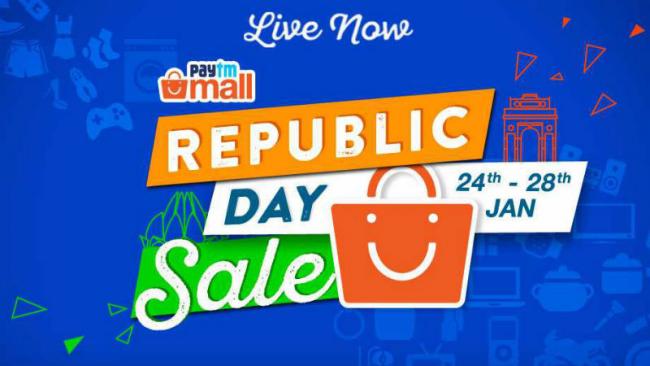 Live Now
paytm
mall
REPUBLIC
DAY
24th - 28th
JAN
Sale